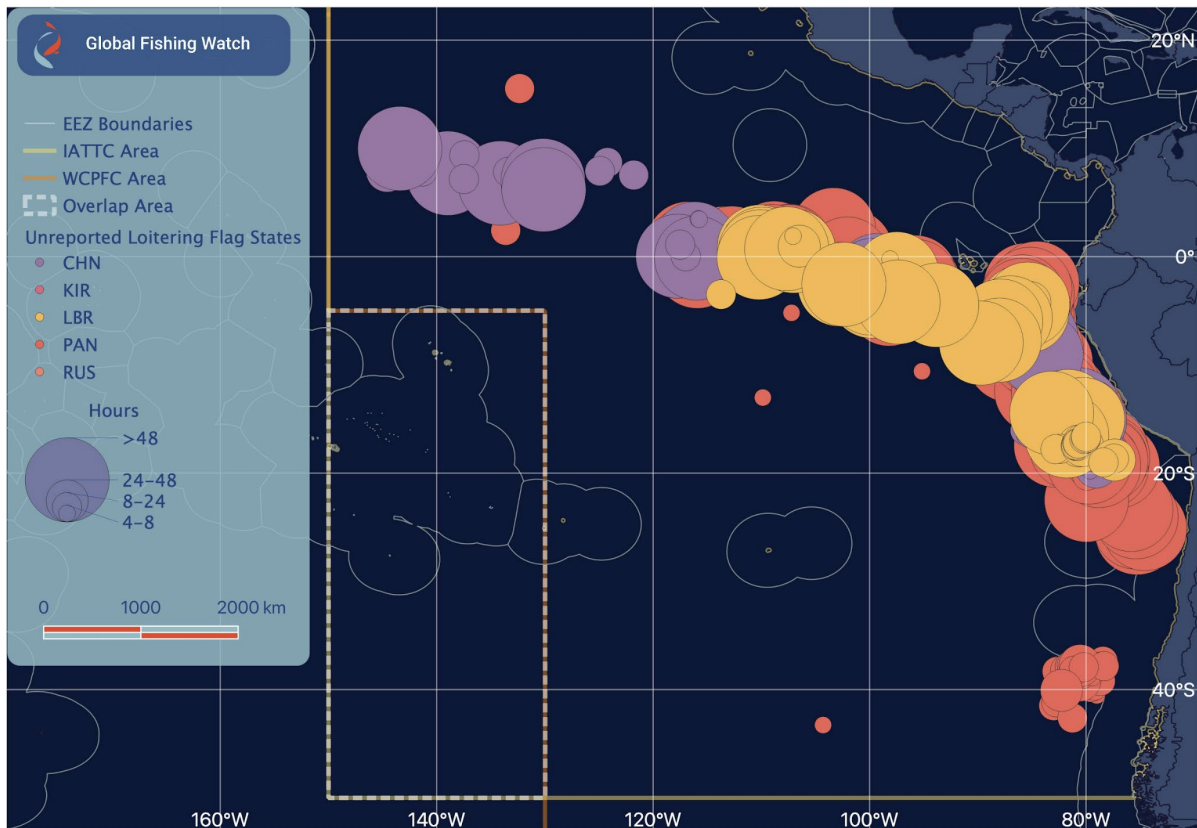 Global Fishing Watch
EEZ Boundaries
IATTC Area
WCPFC Area
Overlap Area
Unreported Loitering Flag States
CHN
KIR
LBR
PAN
RUS
Hours
>48
24–48
8–24
4–8
0 1000 2000 km
20°N
0°
20°S
40°S
160°W 140°W 120°W 100°W 80°W